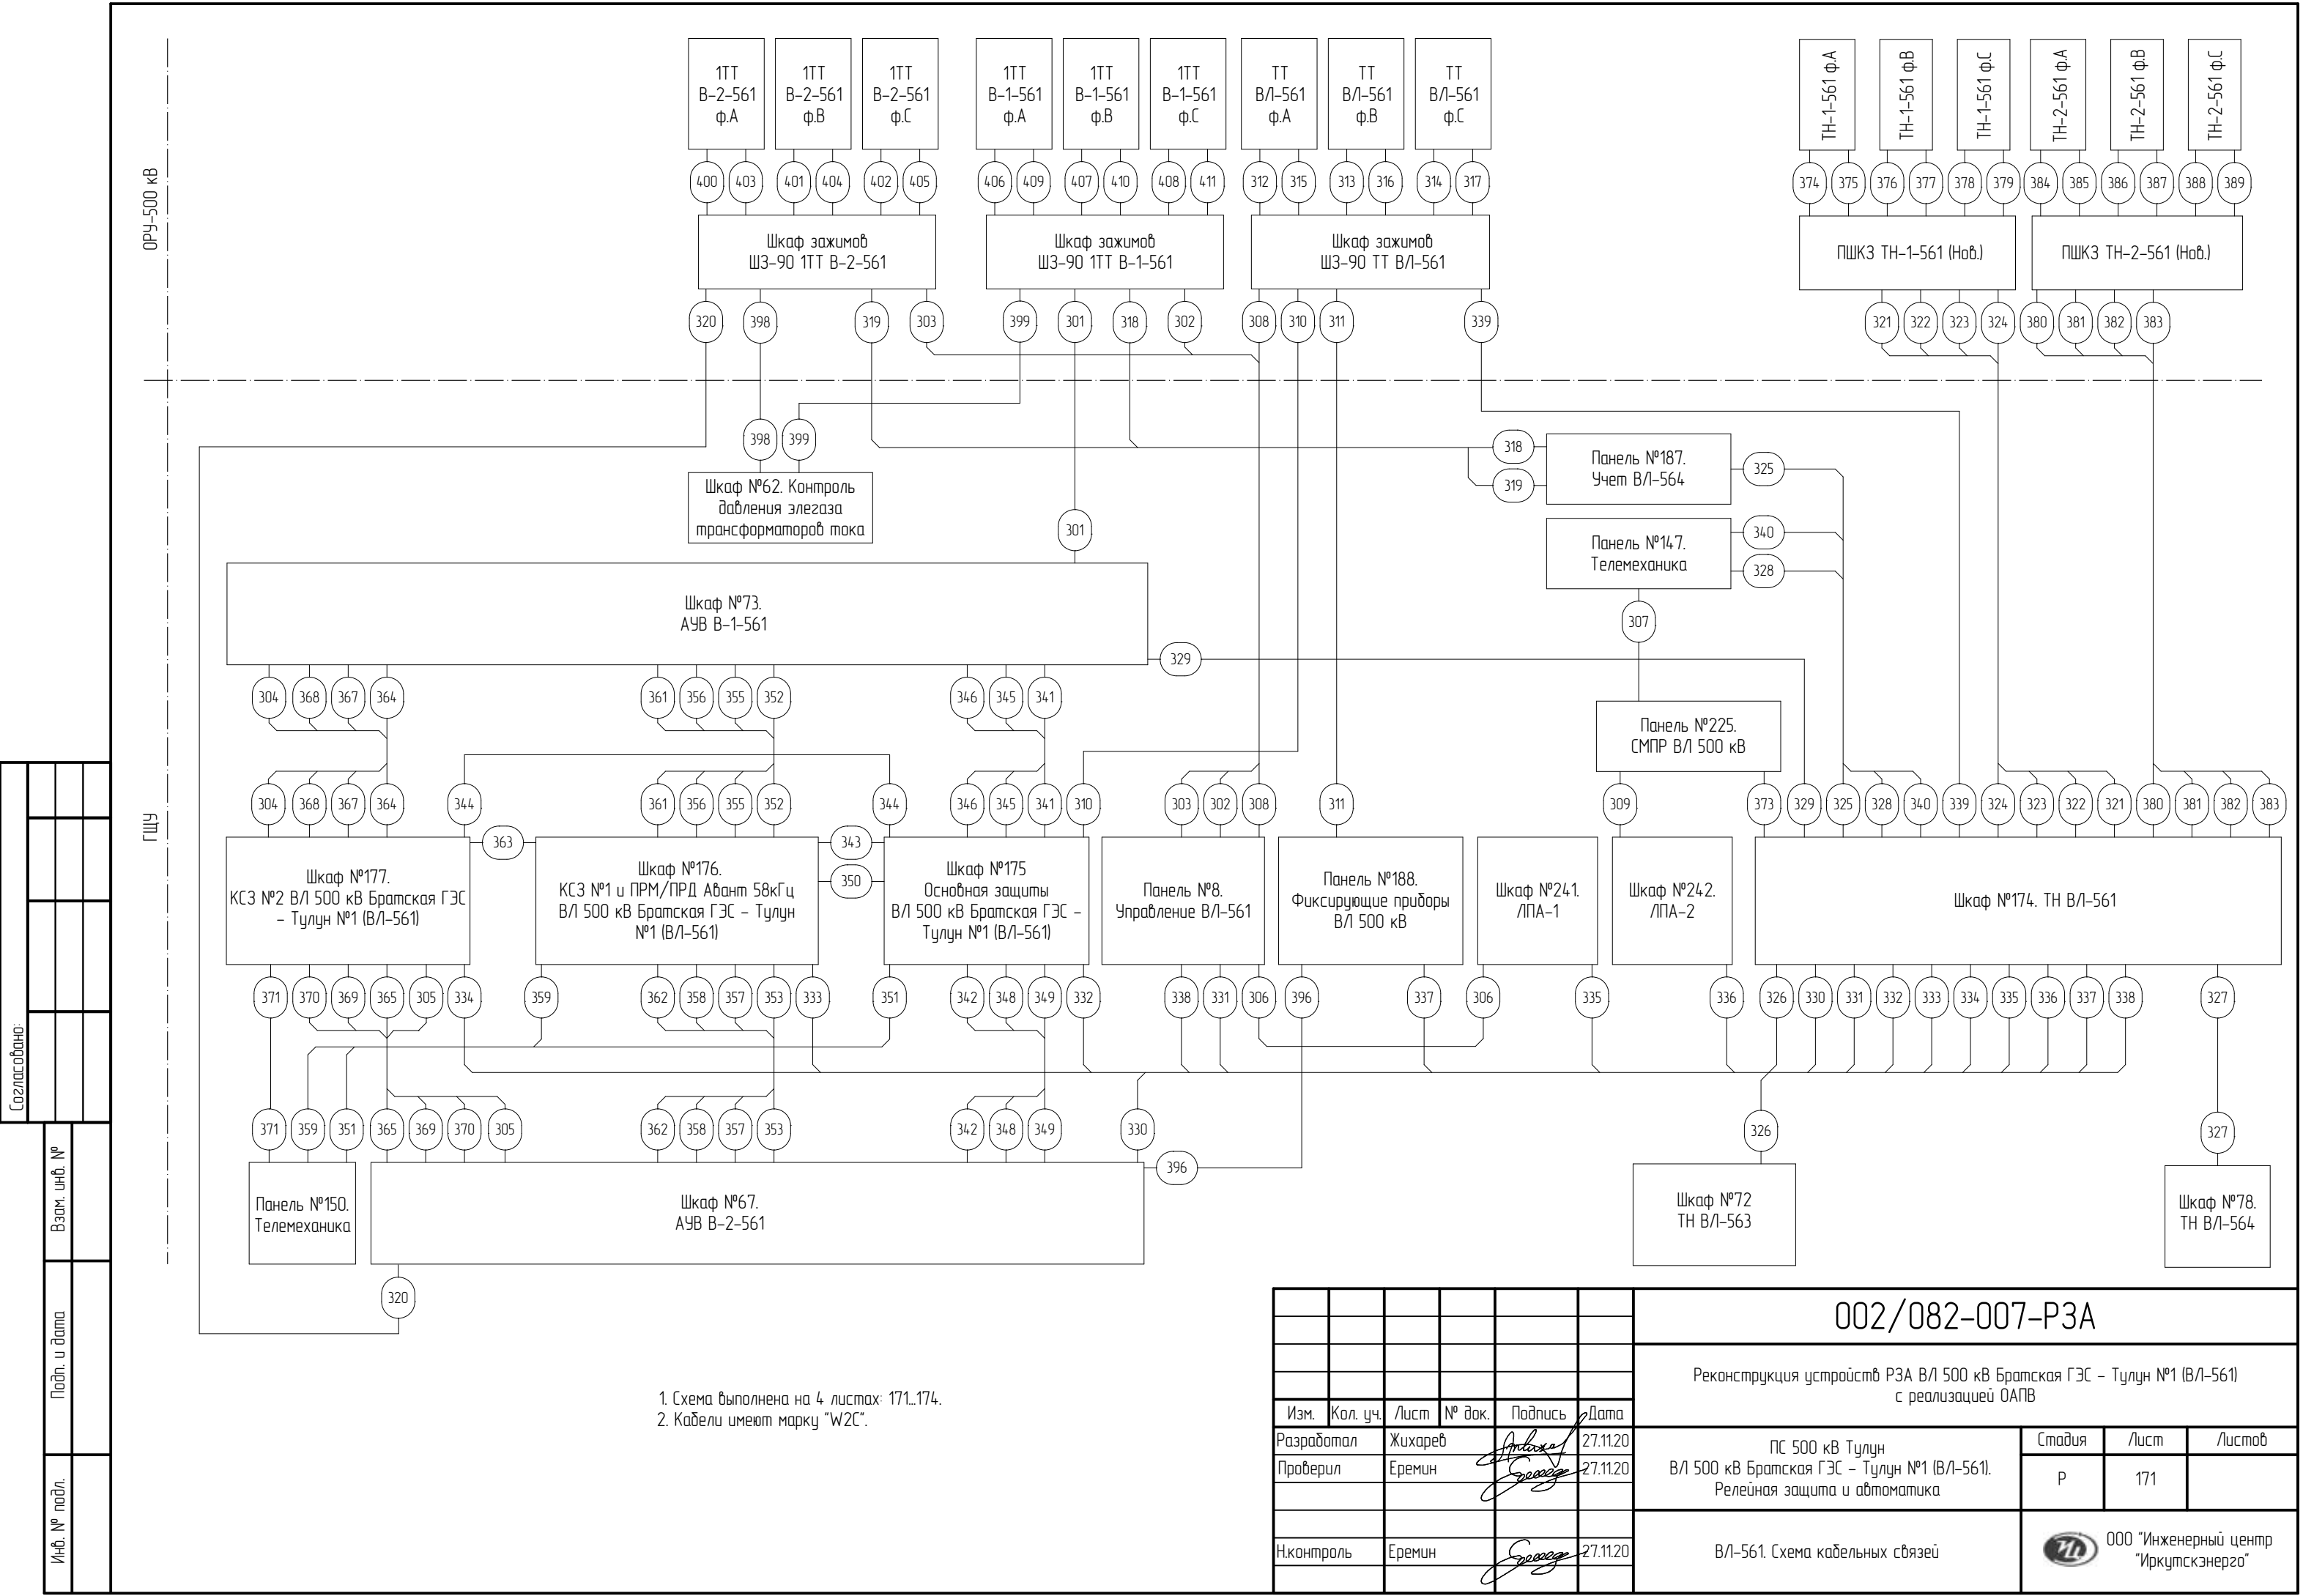 1ТТ
В-2-561
ф.А
1ТТ
В-2-561
ф.В
1ТТ
В-2-561
ф.С
1ТТ
В-1-561
ф.А
1ТТ
В-1-561
ф.В
1ТТ
В-1-561
ф.С
ТТ
ВЛ-561
ф.А
ТТ
ВЛ-561
ф.В
ТТ
ВЛ-561
ф.С
ТН-1-561 ф.А
ТН-1-561 ф.В
ТН-1-561 ф.С
ТН-2-561 ф.А
ТН-2-561 ф.В
ТН-2-561 ф.С
400 403 401 404 402 405 406 409 407 410 408 411 312 315 313 316 314 317 374 375 376 377 378 379 384 385 386 387 388 389
ОРУ-500 кВ
Шкаф зажимов
ШЗ-90 1ТТ В-2-561
Шкаф зажимов
ШЗ-90 1ТТ В-1-561
Шкаф зажимов
ШЗ-90 ТТ ВЛ-561
ПШКЗ ТН-1-561 (Нов.)
ПШКЗ ТН-2-561 (Нов.)
320 398 319 303 399 301 318 302 308 310 311 339 321 322 323 324 380 381 382 383
398 399
318
319
Панель №187.
Учет ВЛ-564
325
Шкаф №62. Контроль
давления элегаза
трансформаторов тока
301
Панель №147.
Телемеханика
340
328
307
Шкаф №73.
АУВ В-1-561
329
304 368 367 364 361 356 355 352 346 345 341
Панель №225.
СМПР ВЛ 500 кВ
304 368 367 364 344 361 356 355 352 344 346 345 341 310 303 302 308 311 309 373 329 325 328 340 339 324 323 322 321 380 381 382 383
ГЩУ
363
343
350
Шкаф №177.
КСЗ №2 ВЛ 500 кВ Братская ГЭС
- Тулун №1 (ВЛ-561)
Шкаф №176.
КСЗ №1 и ПРМ/ПРД Авант 58кГц
ВЛ 500 кВ Братская ГЭС - Тулун
№1 (ВЛ-561)
Шкаф №175
Основная защиты
ВЛ 500 кВ Братская ГЭС -
Тулун №1 (ВЛ-561)
Панель №8.
Управление ВЛ-561
Панель №188.
Фиксирующие приборы
ВЛ 500 кВ
Шкаф №241.
ЛПА-1
Шкаф №242.
ЛПА-2
Шкаф №174. ТН ВЛ-561
371 370 369 365 305 334 359 362 358 357 353 333 351 342 348 349 332 338 331 306 396 337 306 335 336 326 330 331 332 333 334 335 336 337 338 327
371 359 351 365 369 370 305 362 358 357 353 342 348 349 330 326 327
396
Панель №150.
Телемеханика
Шкаф №67.
АУВ В-2-561
Шкаф №72
ТН ВЛ-563
Шкаф №78.
ТН ВЛ-564
320
1. Схема выполнена на 4 листах: 171...174.
2. Кабели имеют марку "W2C".
Согласовано:
Взам. инв. №
Подп. и дата
Инв. № подл.
002/082-007-РЗА
Реконструкция устройств РЗА ВЛ 500 кВ Братская ГЭС - Тулун №1 (ВЛ-561)
с реализацией ОАПВ
Изм. Кол. уч. Лист № док. Подпись Дата
Разработал Жихарев 27.11.20
Проверил Еремин 27.11.20
Н.контроль Еремин 27.11.20
ПС 500 кВ Тулун
ВЛ 500 кВ Братская ГЭС - Тулун №1 (ВЛ-561).
Релейная защита и автоматика
Стадия Лист Листов
Р 171
ВЛ-561. Схема кабельных связей
ООО "Инженерный центр
"Иркутскэнерго"